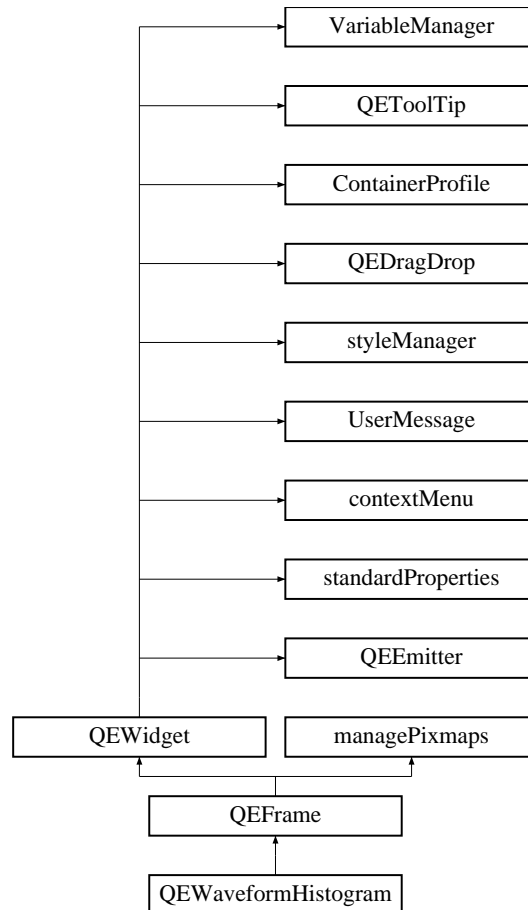 VariableManager
QEToolTip
ContainerProfile
QEDragDrop
styleManager
UserMessage
contextMenu
standardProperties
QEEmitter
QEWidget
managePixmaps
QEFrame
QEWaveformHistogram